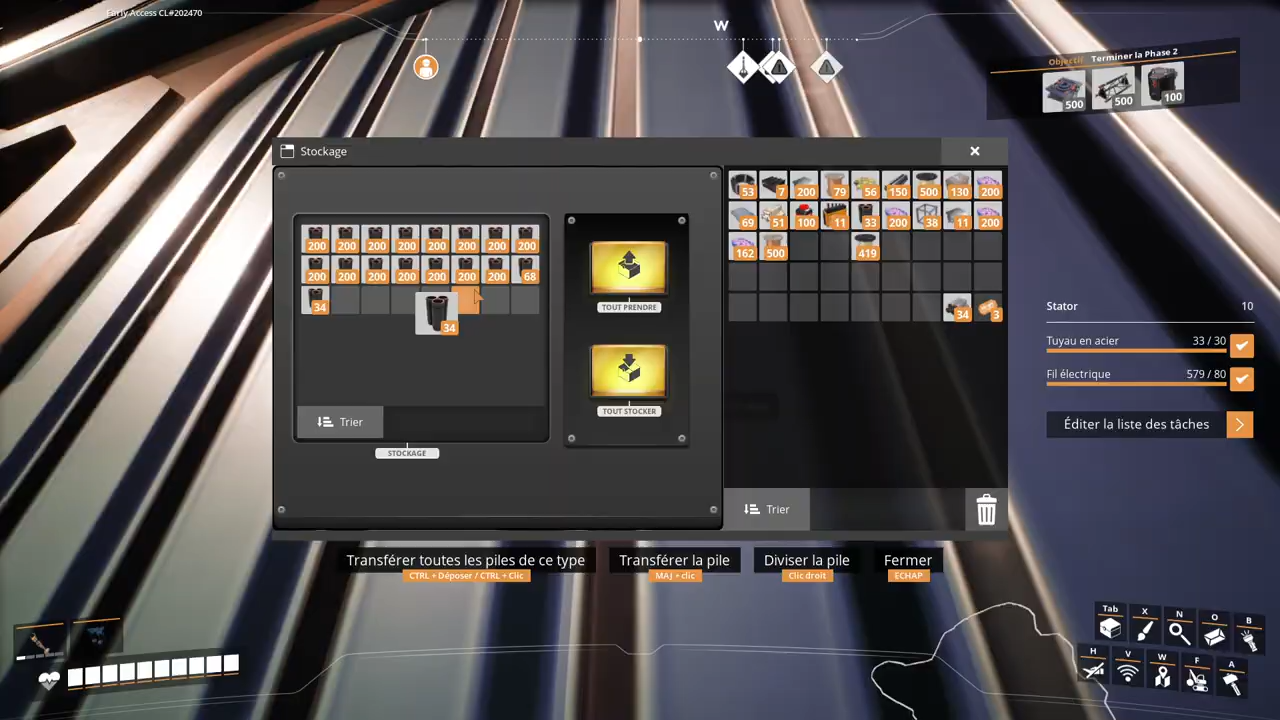 Early Access CL#202470
W
Objectif Terminer la Phase 2
500 500 100
Stockage
200 200 200 200 200 200 200 200
200 200 200 200 200 200 200 68
34
34
TOUT PRENDRE
TOUT STOCKER
Trier
STOCKAGE
53 7 200 79 56 150 500 130 200
69 51 100 11 33 200 38 11 200
162 500 419
34 3
Trier
Stator 10
Tuyau en acier 33 / 30
Fil électrique 579 / 80
Éditer la liste des tâches
Transférer toutes les piles de ce type
CTRL + Déposer / CTRL + Clic
Transférer la pile
MAJ + clic
Diviser la pile
Clic droit
Fermer
ECHAP
Tab X N O B
H V W F A